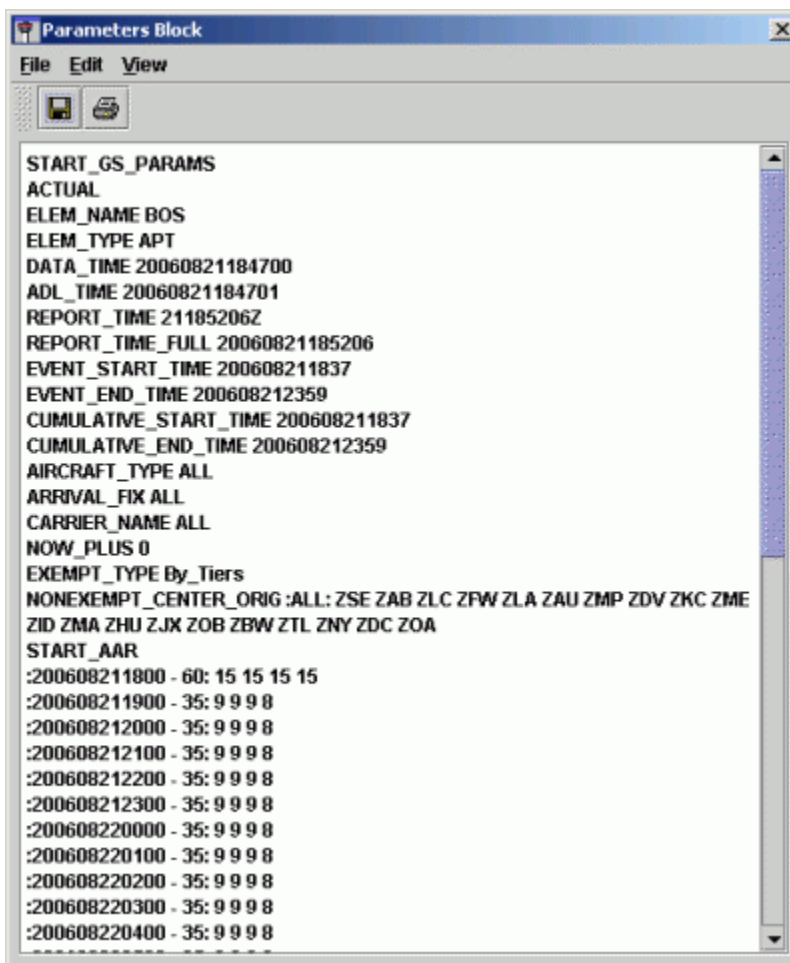 Parameters Block
File Edit View
START_GS_PARAMS
ACTUAL
ELEM_NAME BOS
ELEM_TYPE APT
DATA_TIME 20060821184700
ADL_TIME 20060821184701
REPORT_TIME 21185206Z
REPORT_TIME_FULL 20060821185206
EVENT_START_TIME 200608211837
EVENT_END_TIME 200608212359
CUMULATIVE_START_TIME 200608211837
CUMULATIVE_END_TIME 200608212359
AIRCRAFT_TYPE ALL
ARRIVAL_FIX ALL
CARRIER_NAME ALL
NOW_PLUS 0
EXEMPT_TYPE By_Tiers
NONEXEMPT_CENTER_ORIG :ALL: ZSE ZAB ZLC ZFW ZLA ZAU ZMP ZDV ZKC ZME
ZID ZMA ZHU ZJX ZOB ZBW ZTL ZNY ZDC ZOA
START_AAR
:200608211800 - 60: 15 15 15 15
:200608211900 - 35: 9 9 9 8
:200608212000 - 35: 9 9 9 8
:200608212100 - 35: 9 9 9 8
:200608212200 - 35: 9 9 9 8
:200608212300 - 35: 9 9 9 8
:200608220000 - 35: 9 9 9 8
:200608220100 - 35: 9 9 9 8
:200608220200 - 35: 9 9 9 8
:200608220300 - 35: 9 9 9 8
:200608220400 - 35: 9 9 9 8